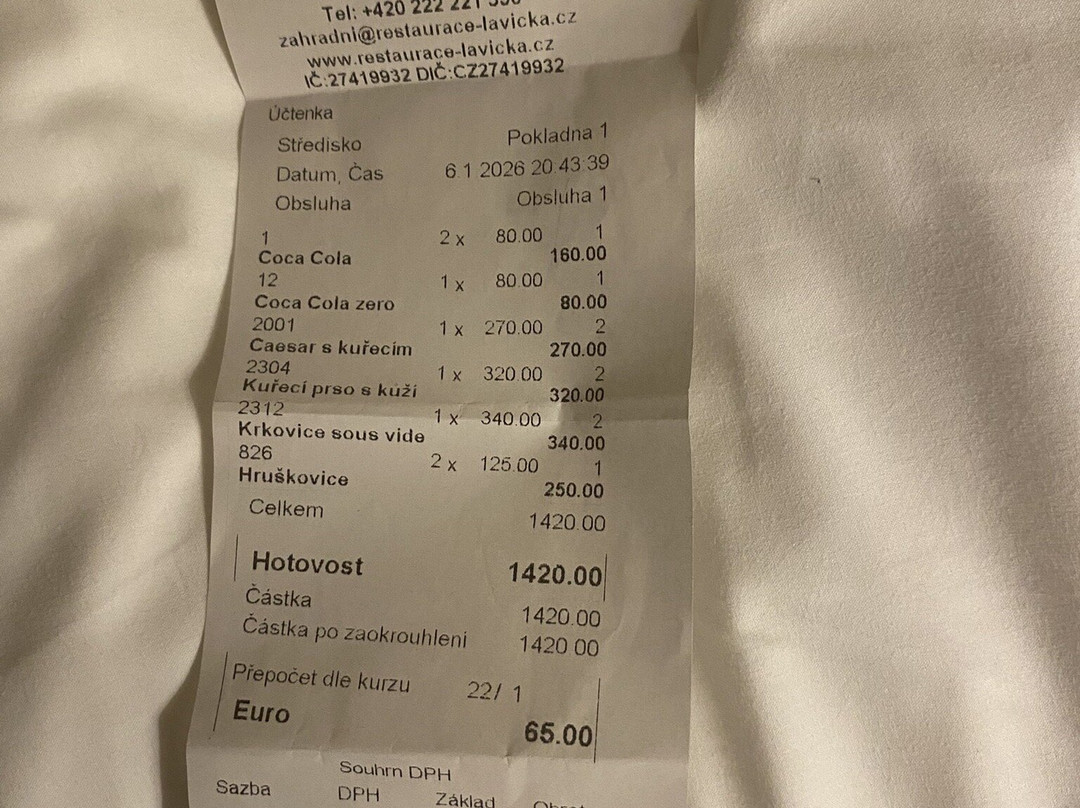 Tel: +420 222 221
zahradni@restaurace-lavicka.cz
www.restaurace-lavicka.cz
IČ:27419932 DIČ:CZ27419932
Účtenka
Středisko Pokladna 1
Datum, Čas 6.1 2026 20:43:39
Obsluha Obsluha 1
1 2 x 80.00 1
Coca Cola 160.00
12 1 x 80.00 1
Coca Cola zero 80.00
2001 1 x 270.00 2
Caesar s kuřecím 270.00
2304 1 x 320.00 2
Kuřecí prso s kůží 320.00
2312 1 x 340.00 2
Krkovice sous vide 340.00
826 2 x 125.00 1
Hruškovice 250.00
Celkem 1420.00
Hotovost 1420.00
Částka 1420.00
Částka po zaokrouhlení 1420.00
Přepočet dle kurzu 22/ 1
Euro 65.00
Souhrn DPH
Sazba DPH Základ